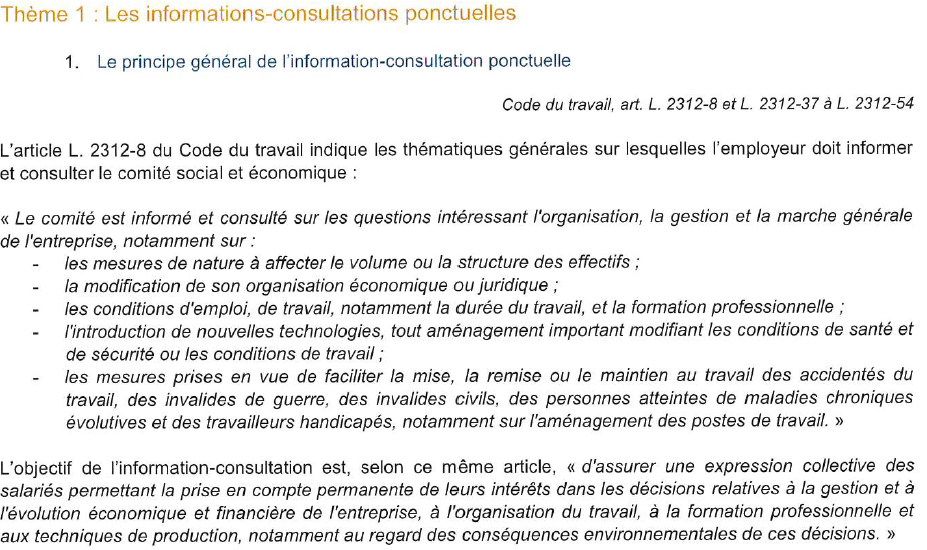 Thème 1 : Les informations-consultations ponctuelles
1. Le principe général de l'information-consultation ponctuelle
Code du travail, art. L. 2312-8 et L. 2312-37 à L. 2312-54
L'article L. 2312-8 du Code du travail indique les thématiques générales sur lesquelles l'employeur doit informer
et consulter le comité social et économique :
« Le comité est informé et consulté sur les questions intéressant l'organisation, la gestion et la marche générale
de l'entreprise, notamment sur :
- les mesures de nature à affecter le volume ou la structure des effectifs ;
- la modification de son organisation économique ou juridique ;
- les conditions d'emploi, de travail, notamment la durée du travail, et la formation professionnelle ;
- l'introduction de nouvelles technologies, tout aménagement important modifiant les conditions de santé et
de sécurité ou les conditions de travail ;
- les mesures prises en vue de faciliter la mise, la remise ou le maintien au travail des accidentés du
travail, des invalides de guerre, des invalides civils, des personnes atteintes de maladies chroniques
évolutives et des travailleurs handicapés, notamment sur l'aménagement des postes de travail. »
L'objectif de l'information-consultation est, selon ce même article, « d'assurer une expression collective des
salariés permettant la prise en compte permanente de leurs intérêts dans les décisions relatives à la gestion et à
l'évolution économique et financière de l'entreprise, à l'organisation du travail, à la formation professionnelle et
aux techniques de production, notamment au regard des conséquences environnementales de ces décisions. »